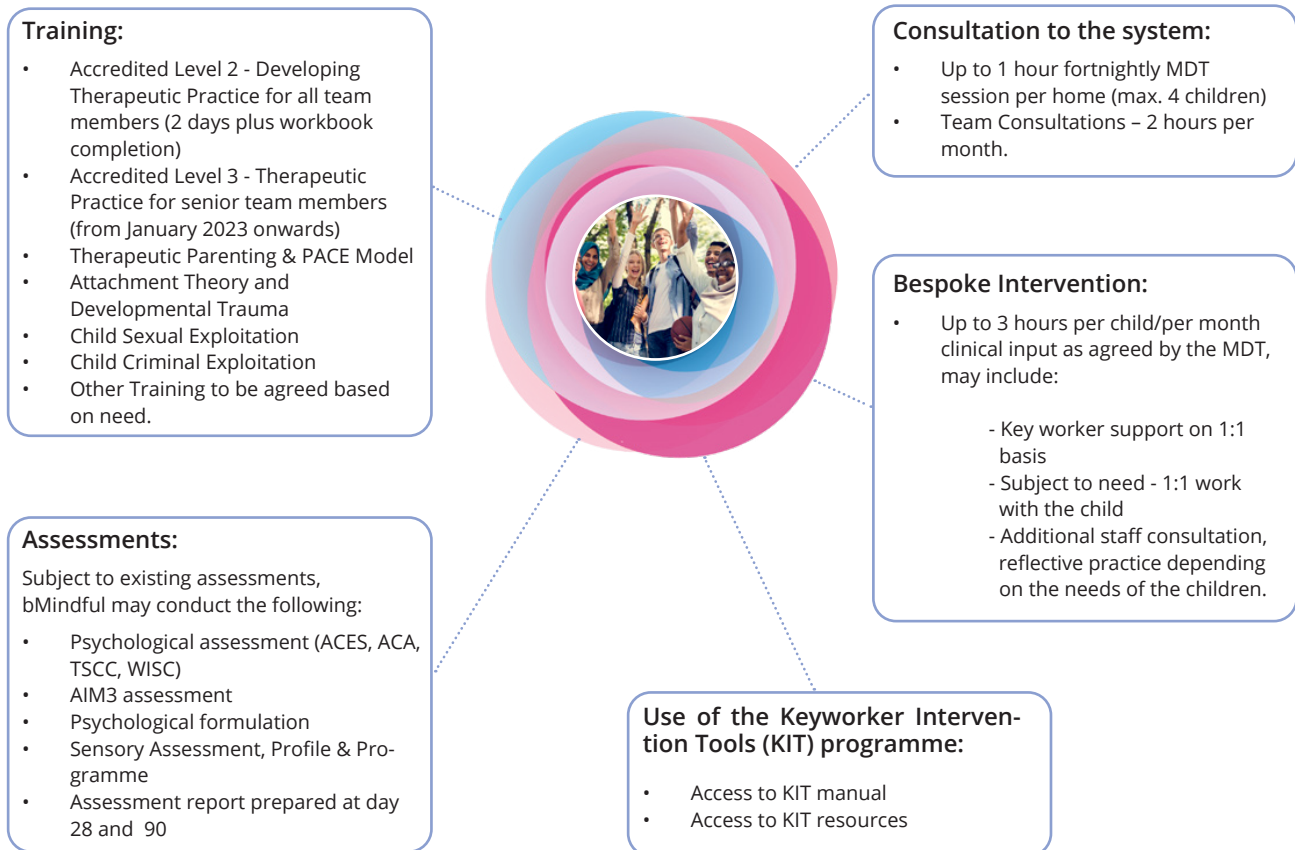 Training:
• Accredited Level 2 - Developing
Therapeutic Practice for all team
members (2 days plus workbook
completion)
• Accredited Level 3 - Therapeutic
Practice for senior team members
(from January 2023 onwards)
• Therapeutic Parenting & PACE Model
• Attachment Theory and
Developmental Trauma
• Child Sexual Exploitation
• Child Criminal Exploitation
• Other Training to be agreed based
on need.
Consultation to the system:
• Up to 1 hour fortnightly MDT
session per home (max. 4 children)
• Team Consultations – 2 hours per
month.
Bespoke Intervention:
• Up to 3 hours per child/per month
clinical input as agreed by the MDT,
may include:
- Key worker support on 1:1
basis
- Subject to need - 1:1 work
with the child
- Additional staff consultation,
reflective practice depending
on the needs of the children.
Assessments:
Subject to existing assessments,
bMindful may conduct the following:
• Psychological assessment (ACES, ACA,
TSCC, WISC)
• AIM3 assessment
• Psychological formulation
• Sensory Assessment, Profile & Pro-
gramme
• Assessment report prepared at day
28 and 90
Use of the Keyworker Interven-
tion Tools (KIT) programme:
• Access to KIT manual
• Access to KIT resources